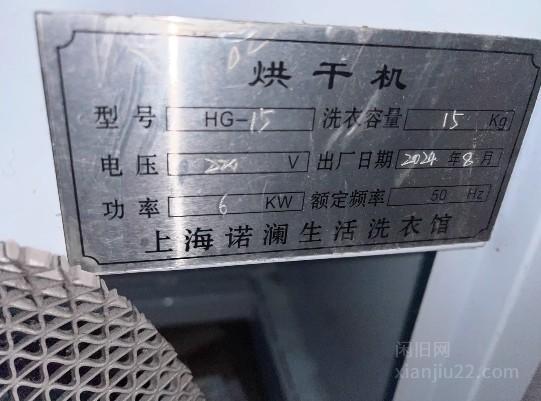 烘干机
型号 HG-15 洗衣容量 15 Kg
电压 220 V 出厂日期 2024 年 8 月
功率 6 KW 额定频率 50 Hz
上海诺澜生活洗衣馆
闲旧网
xianjiu22.com